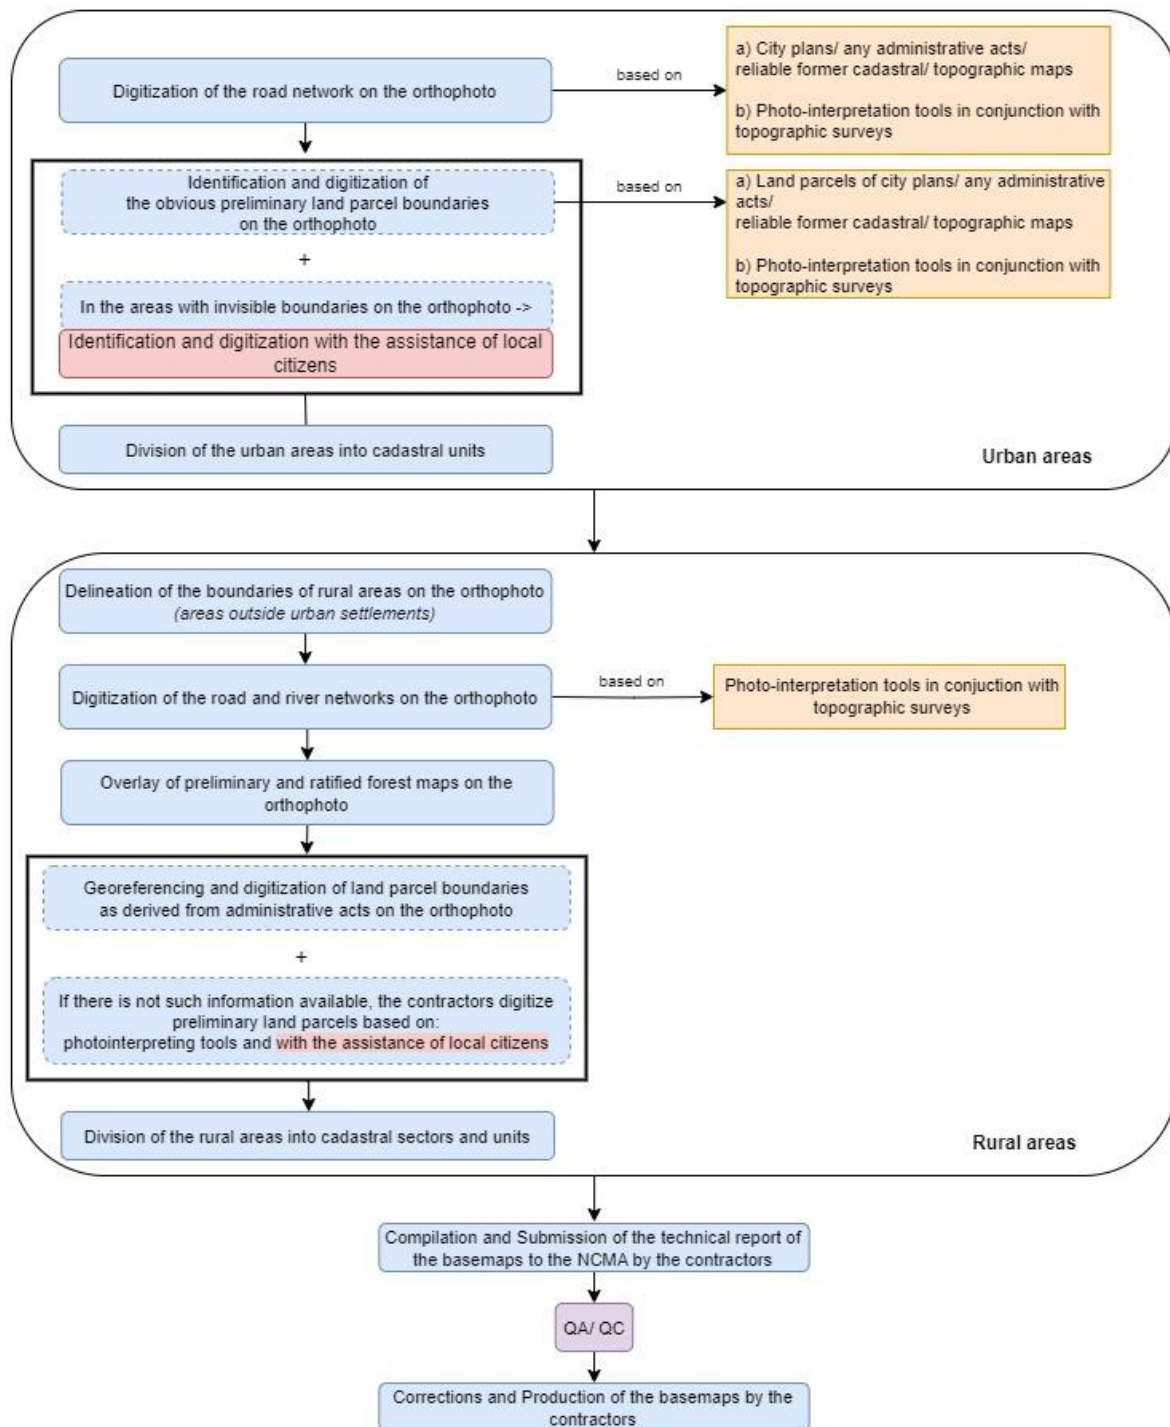 Digitization of the road network on the orthophoto
based on
a) City plans/ any administrative acts/
reliable former cadastral/ topographic maps
b) Photo-interpretation tools in conjunction with
topographic surveys
Identification and digitization of
the obvious preliminary land parcel boundaries
on the orthophoto
based on
a) Land parcels of city plans/ any administrative
acts/
reliable former cadastral/ topographic maps
b) Photo-interpretation tools in conjunction with
topographic surveys
+
In the areas with invisible boundaries on the orthophoto ->
Identification and digitization with the assistance of local
citizens
Division of the urban areas into cadastral units
Urban areas
Delineation of the boundaries of rural areas on the orthophoto
(areas outside urban settlements)
Digitization of the road and river networks on the orthophoto
based on
Photo-interpretation tools in conjuction with
topographic surveys
Overlay of preliminary and ratified forest maps on the
orthophoto
Georeferencing and digitization of land parcel boundaries
as derived from administrative acts on the orthophoto
+
If there is not such information available, the contractors digitize
preliminary land parcels based on:
photointerpreting tools and with the assistance of local citizens
Division of the rural areas into cadastral sectors and units
Rural areas
Compilation and Submission of the technical report of
the basemaps to the NCMA by the contractors
QA/ QC
Corrections and Production of the basemaps by the
contractors